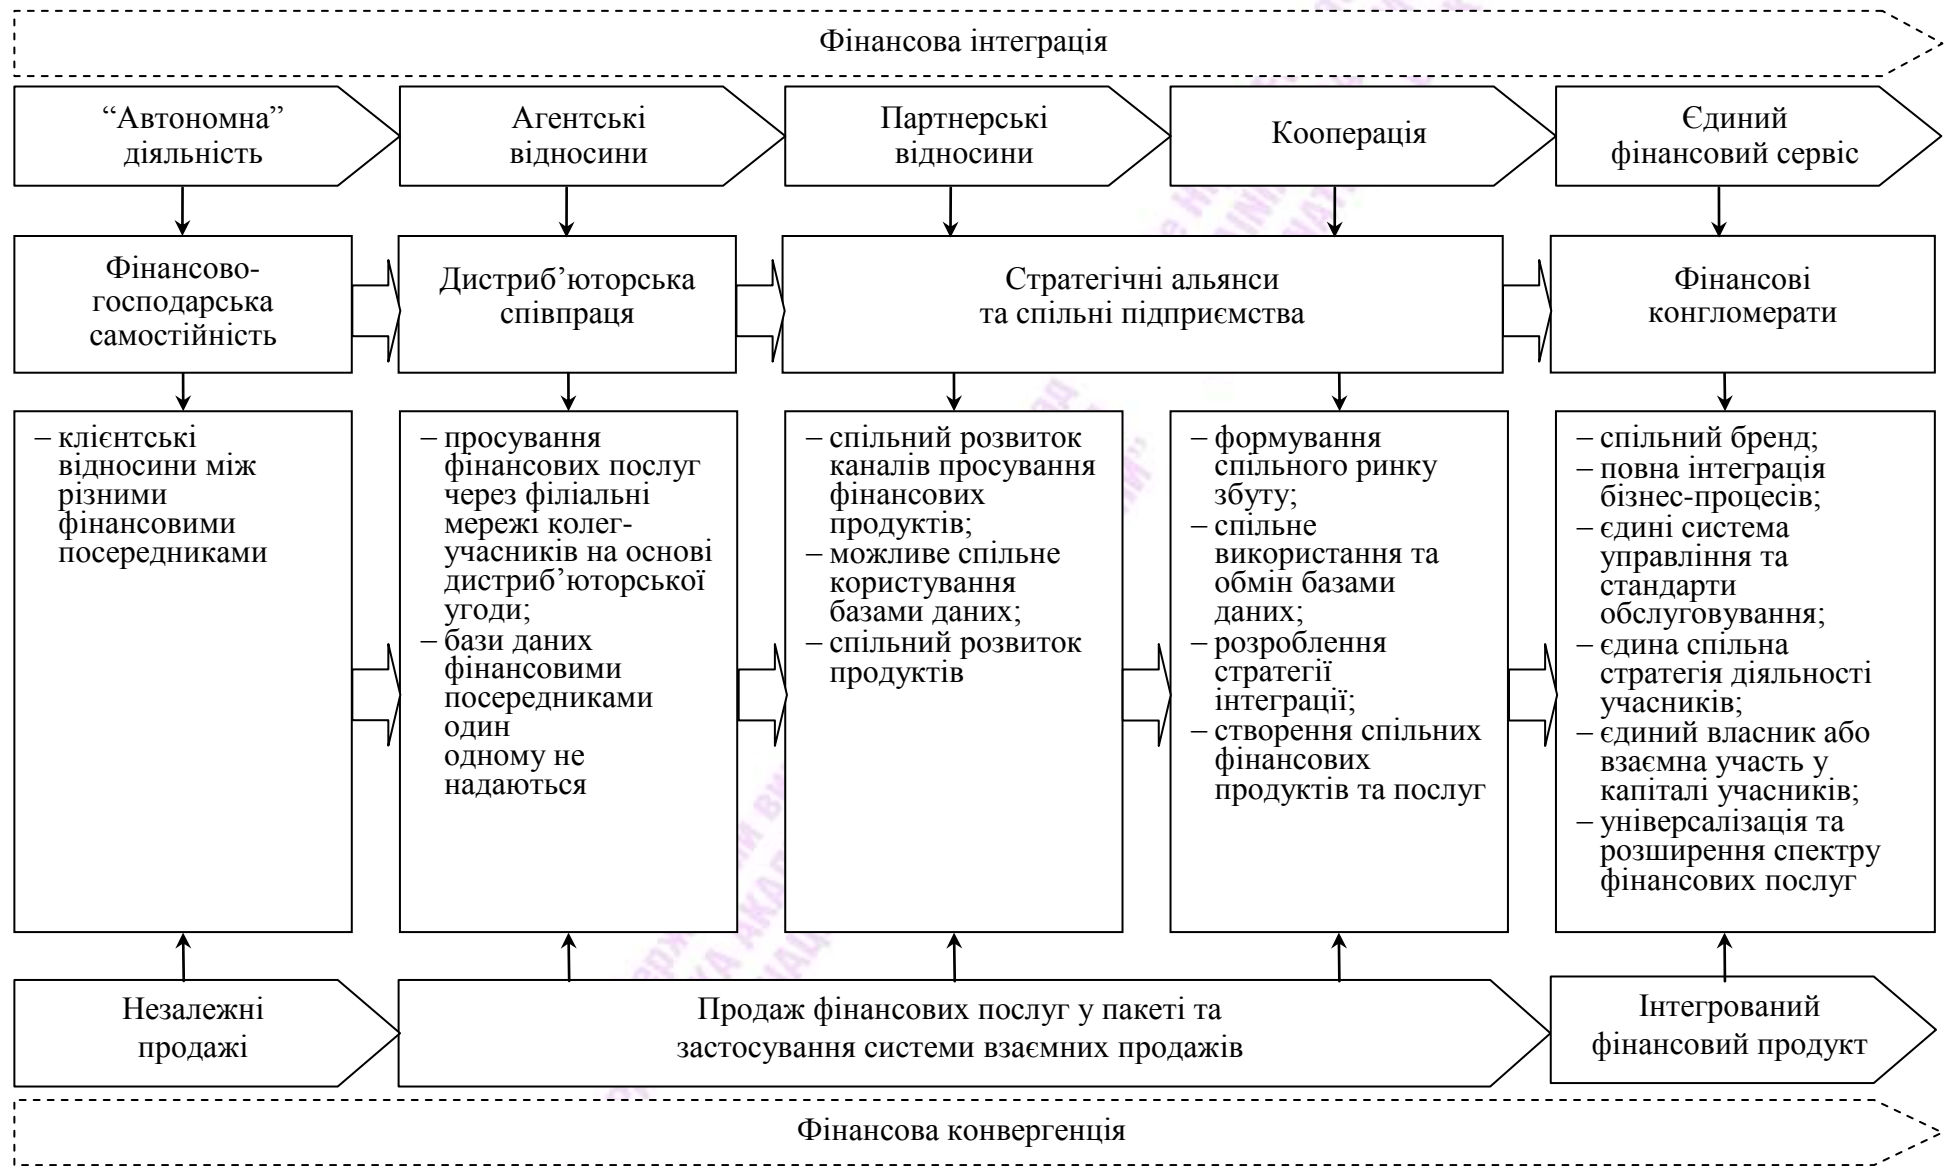 Фінансова інтеграція
“Автономна”
діяльність
Агентські
відносини
Партнерські
відносини
Кооперація
Єдиний
фінансовий сервіс
Фінансово-
господарська
самостійність
Дистриб’юторська
співпраця
Стратегічні альянси
та спільні підприємства
Фінансові
конгломерати
– клієнтські
відносини між
різними
фінансовими
посередниками
– просування
фінансових послуг
через філіальні
мережі колег-
учасників на основі
дистриб’юторської
угоди;
– бази даних
фінансовими
посередниками
один
одному не
надаються
– спільний розвиток
каналів просування
фінансових
продуктів;
– можливе спільне
користування
базами даних;
– спільний розвиток
продуктів
– формування
спільного ринку
збуту;
– спільне
використання та
обмін базами
даних;
– розроблення
стратегії
інтеграції;
– створення спільних
фінансових
продуктів та послуг
– спільний бренд;
– повна інтеграція
бізнес-процесів;
– єдині система
управління та
стандарти
обслуговування;
– єдина спільна
стратегія діяльності
учасників;
– єдиний власник або
взаємна участь у
капіталі учасників;
– універсалізація та
розширення спектру
фінансових послуг
Незалежні
продажі
Продаж фінансових послуг у пакеті та
застосування системи взаємних продажів
Інтегрований
фінансовий продукт
Фінансова конвергенція